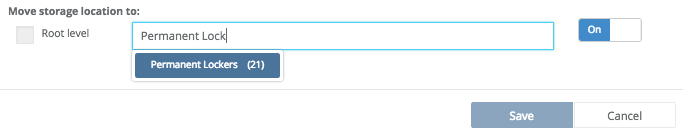 Move storage location to:
Root level
Permanent Lock
On
Permanent Lockers (21)
Save
Cancel